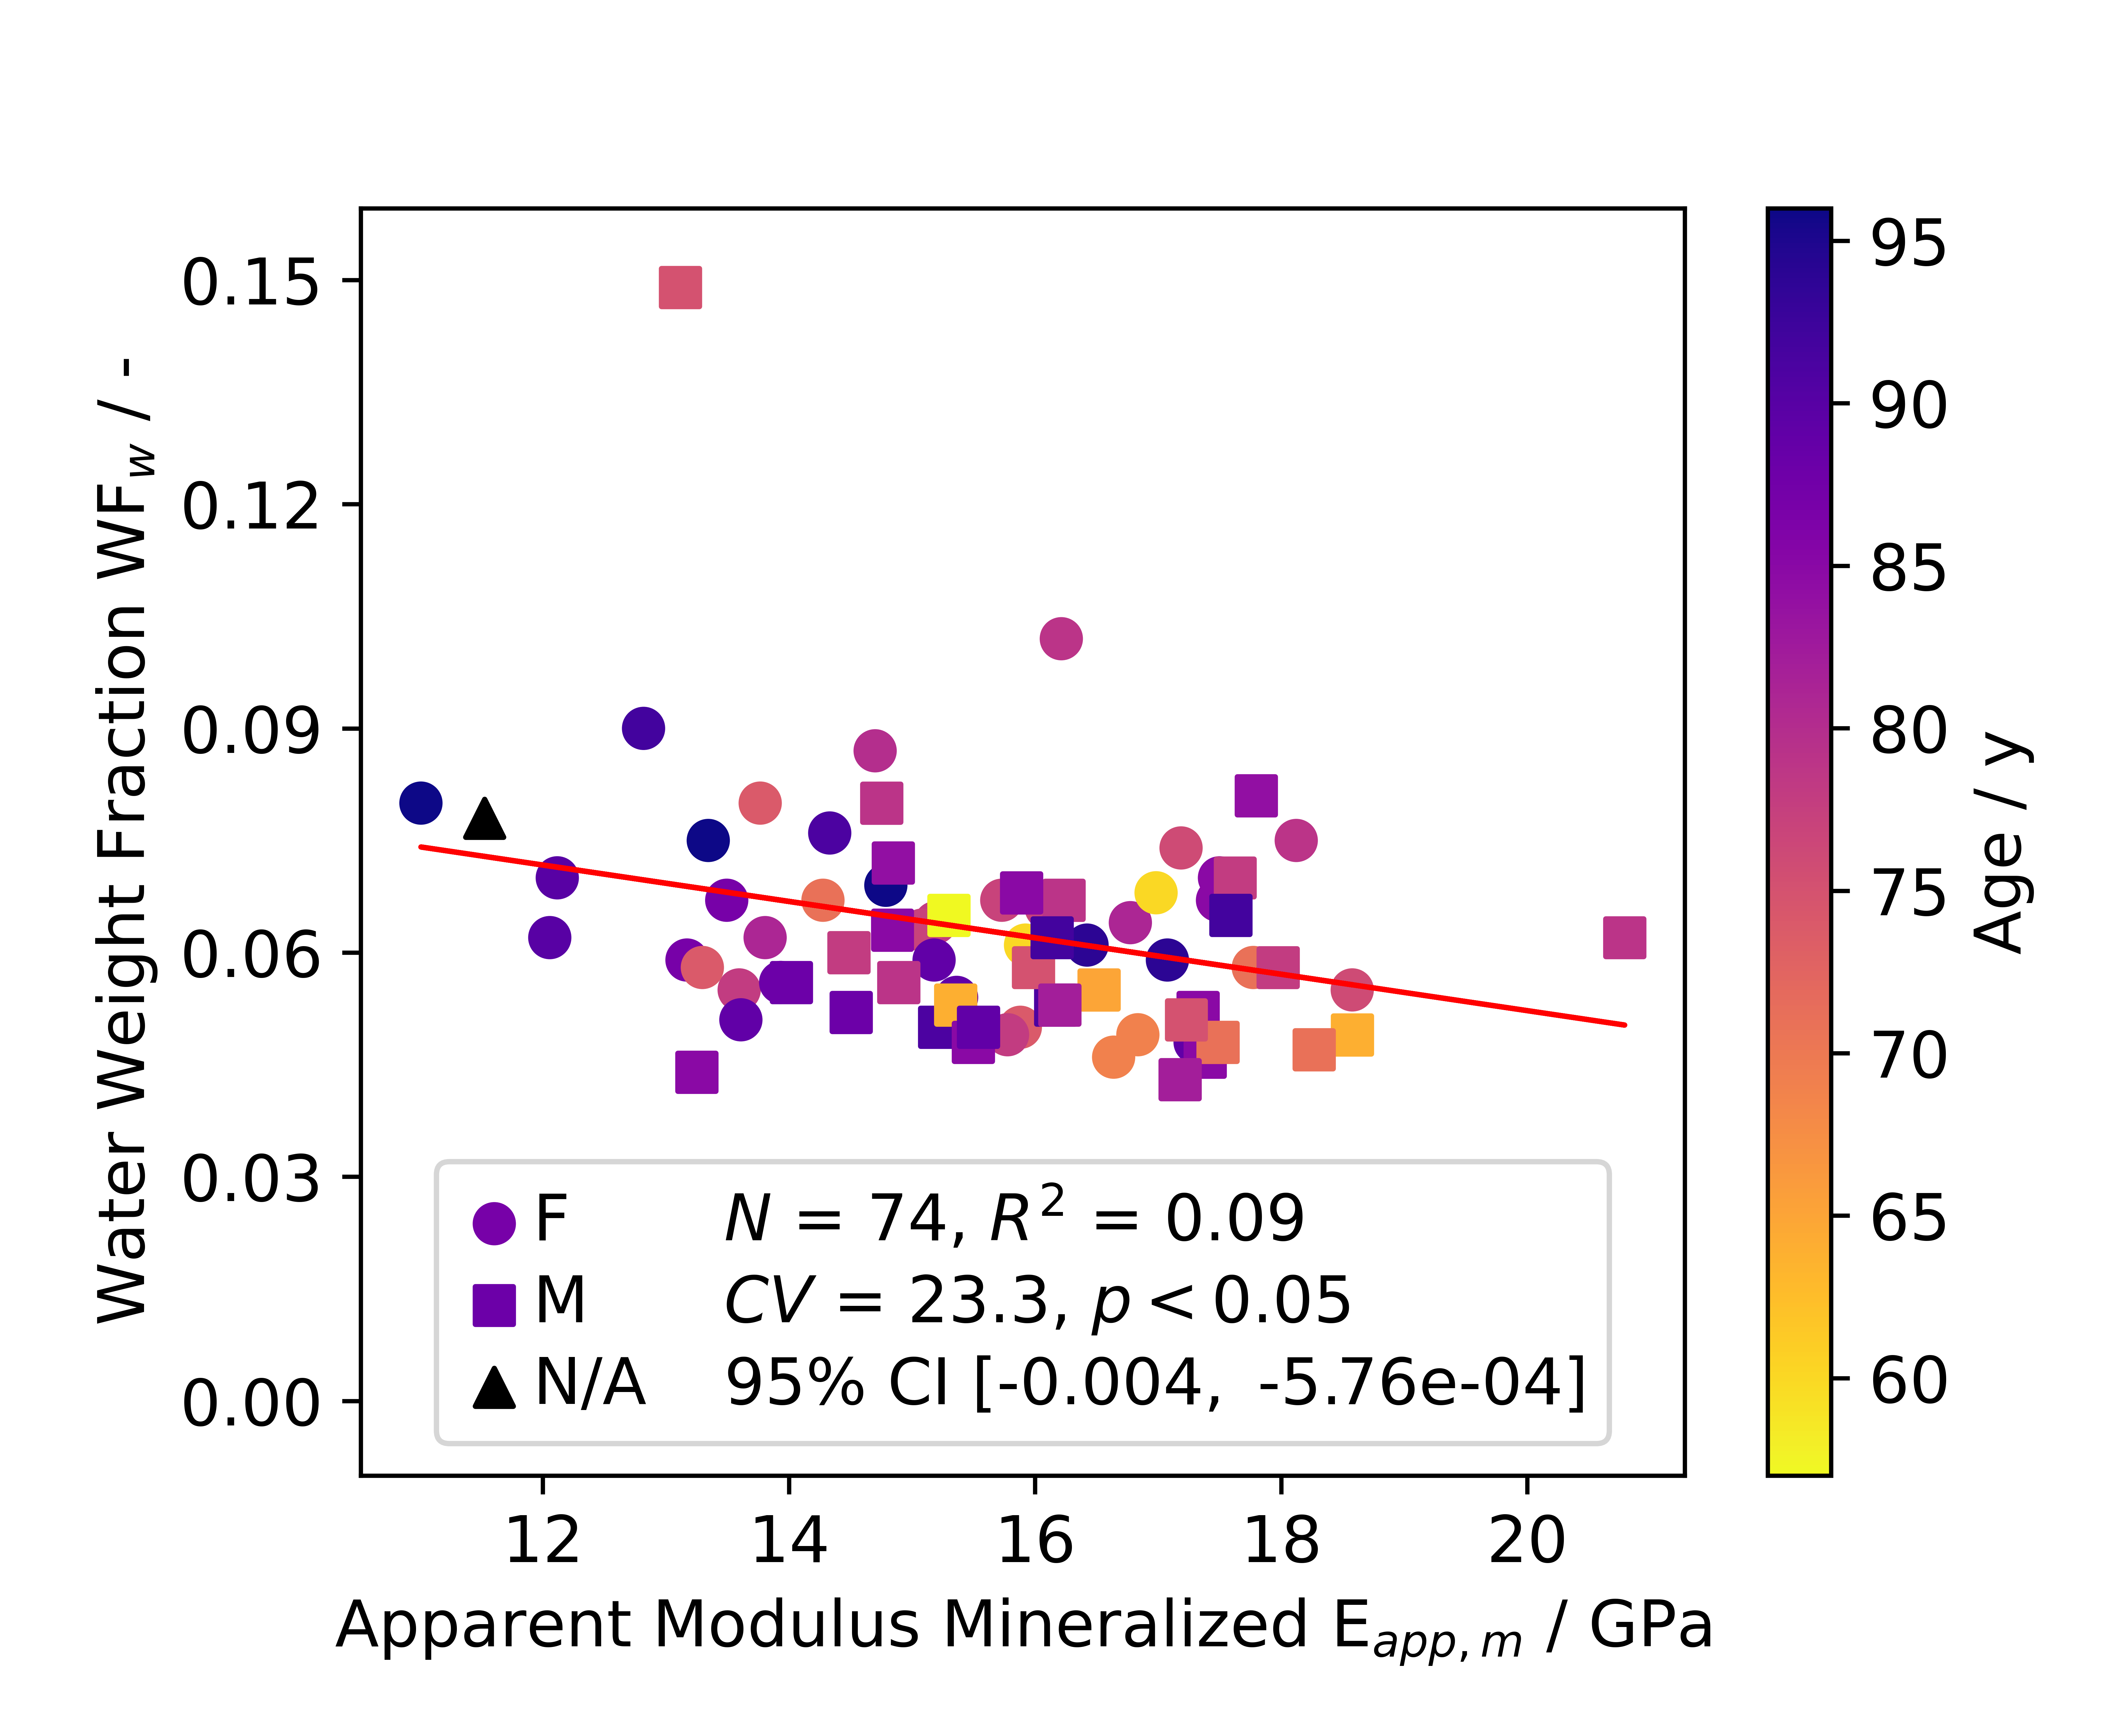 Water Weight Fraction WF_w / -
0.15
0.12
0.09
0.06
0.03
0.00
F N = 74, R² = 0.09
M CV = 23.3, p < 0.05
N/A 95% CI [-0.004, -5.76e-04]
12 14 16 18 20
Apparent Modulus Mineralized E_app,m / GPa
95
90
85
80
75
70
65
60
Age / y